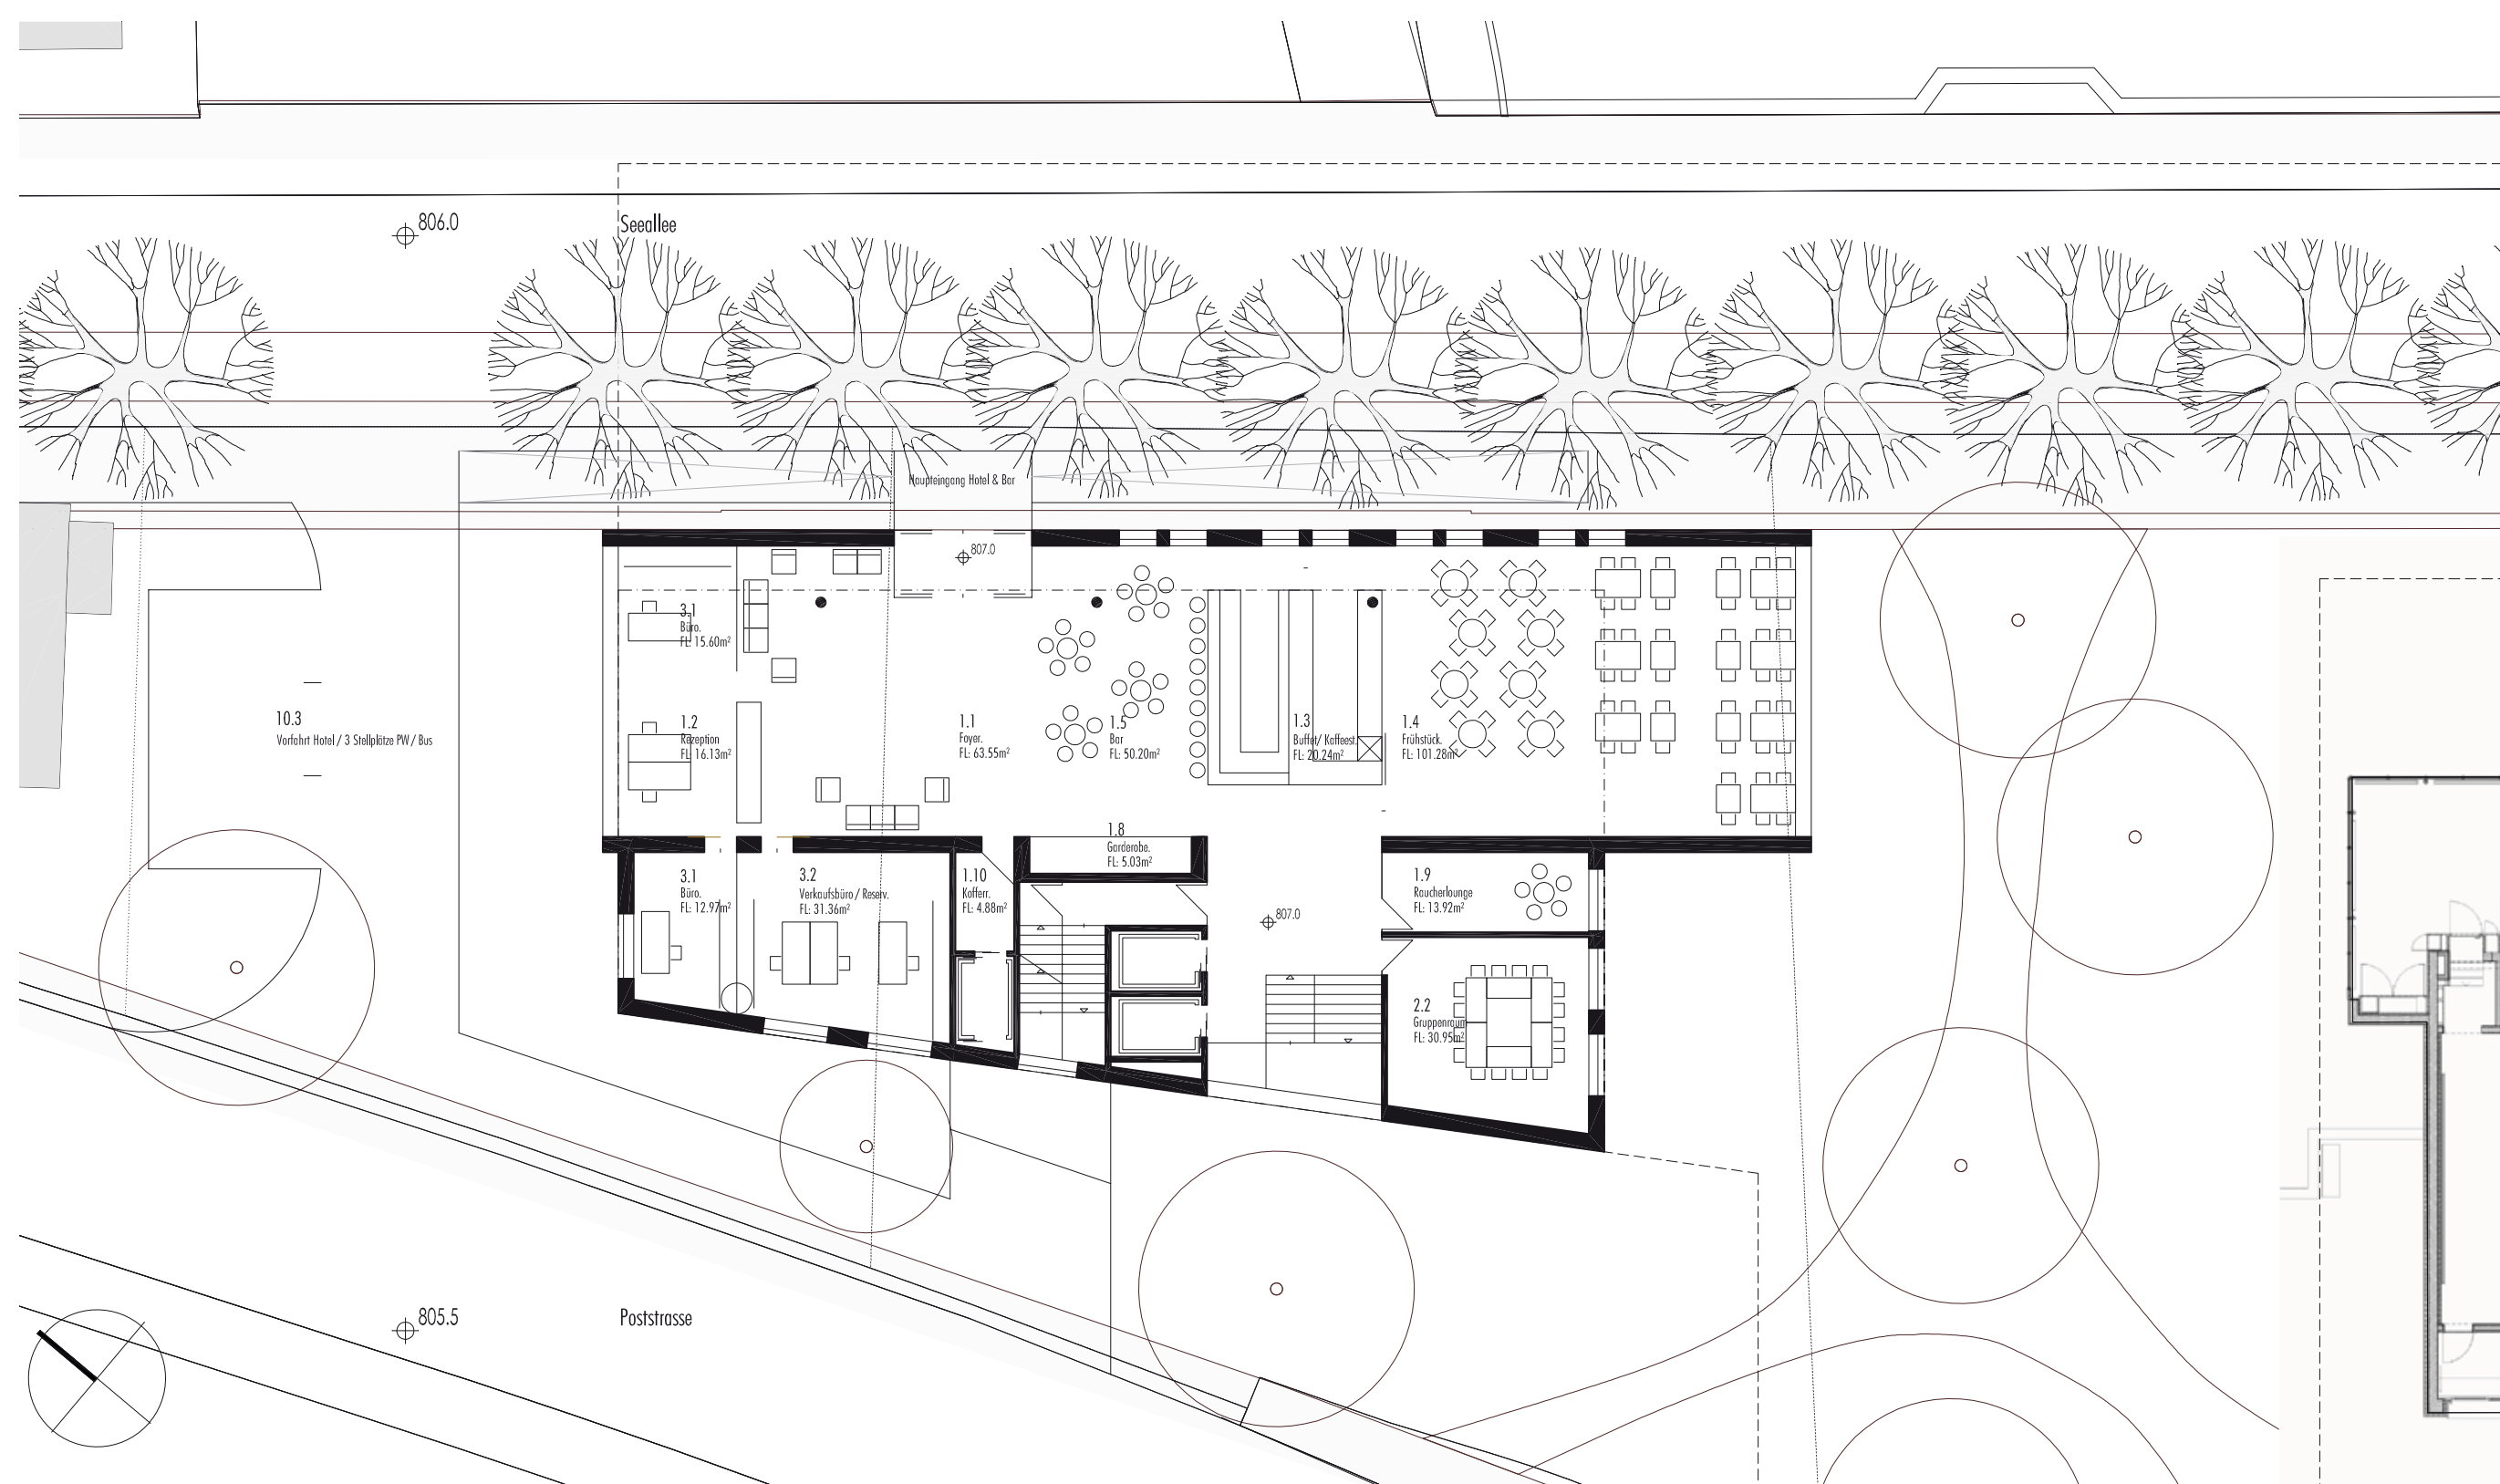 806.0
Seeallee
Haupteingang Hotel & Bar
807.0
3.1
Büro.
FL: 15.60m²
10.3
Vorfahrt Hotel / 3 Stellplätze PW / Bus
1.2
Rezeption
FL: 16.13m²
1.1
Foyer.
FL: 63.55m²
1.5
Bar
FL: 50.20m²
1.3
Buffet/ Kaffeest.
FL: 20.24m²
1.4
Frühstück.
FL: 101.28m²
1.8
Garderobe.
FL: 5.03m²
3.1
Büro.
FL: 12.97m²
3.2
Verkaufsbüro / Reserv.
FL: 31.36m²
1.10
Kofferr.
FL: 4.88m²
807.0
1.9
Raucherlounge
FL: 13.92m²
2.2
Gruppenraum
FL: 30.95m²
805.5
Poststrasse